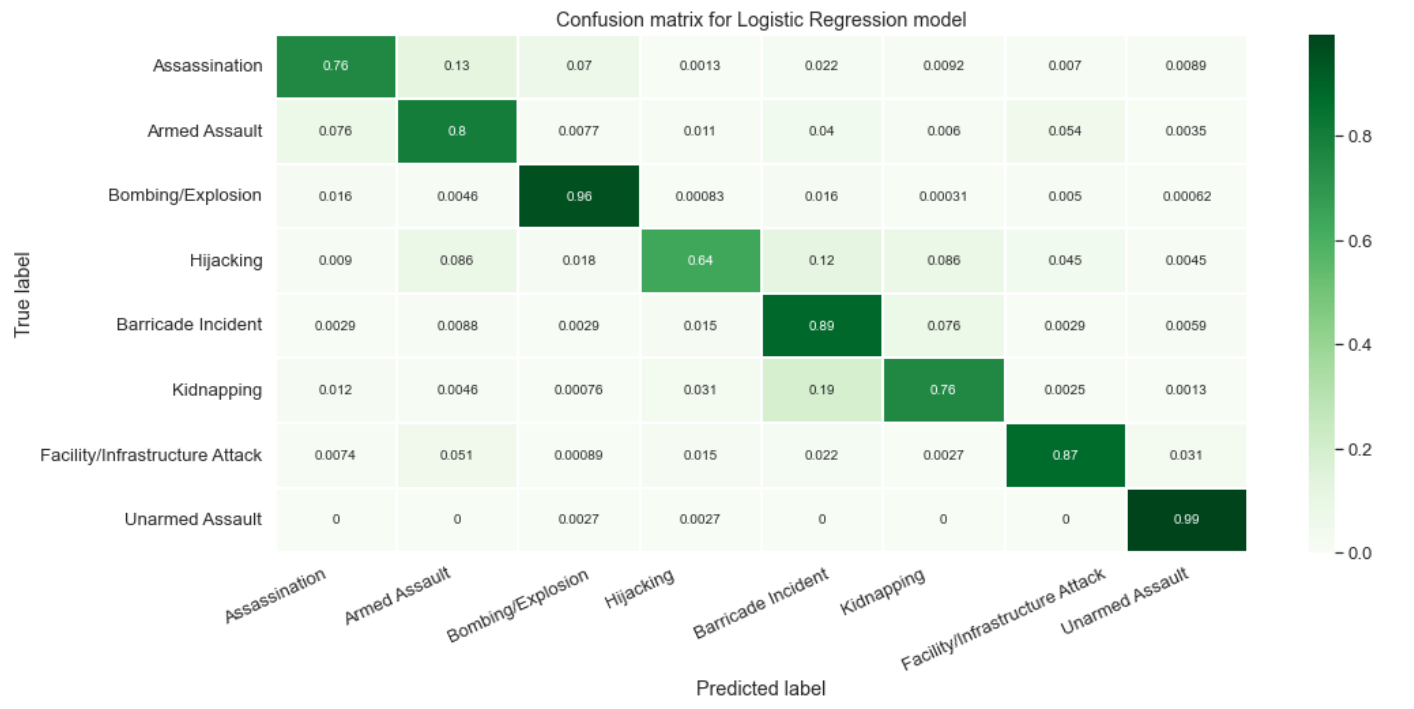 Confusion matrix for Logistic Regression model
Assassination 0.76 0.13 0.07 0.0013 0.022 0.0092 0.007 0.0089
Armed Assault 0.076 0.8 0.0077 0.011 0.04 0.006 0.054 0.0035
Bombing/Explosion 0.016 0.0046 0.96 0.00083 0.016 0.00031 0.005 0.00062
Hijacking 0.009 0.086 0.018 0.64 0.12 0.086 0.045 0.0045
Barricade Incident 0.0029 0.0088 0.0029 0.015 0.89 0.076 0.0029 0.0059
Kidnapping 0.012 0.0046 0.00076 0.031 0.19 0.76 0.0025 0.0013
Facility/Infrastructure Attack 0.0074 0.051 0.00089 0.015 0.022 0.0027 0.87 0.031
Unarmed Assault 0 0 0.0027 0.0027 0 0 0 0.99
True label
Assassination Armed Assault Bombing/Explosion Hijacking Barricade Incident Kidnapping Facility/Infrastructure Attack Unarmed Assault
Predicted label
0.8
0.6
0.4
0.2
0.0